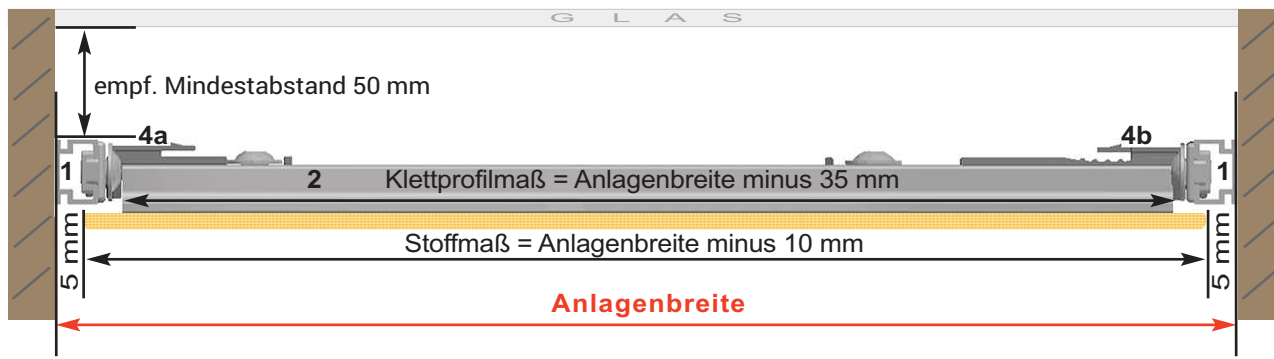 G L A S
empf. Mindestabstand 50 mm
4a
4b
1
2 Klettprofilmaß = Anlagenbreite minus 35 mm
1
Stoffmaß = Anlagenbreite minus 10 mm
5 mm
5 mm
Anlagenbreite